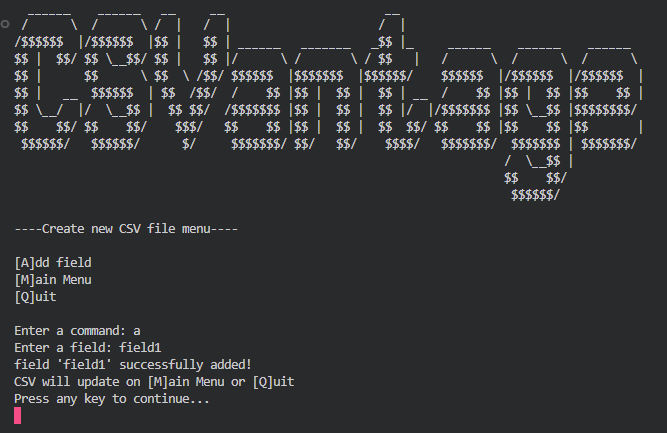 CSVantage
----Create new CSV file menu----
[A]dd field
[M]ain Menu
[Q]uit
Enter a command: a
Enter a field: field1
field 'field1' successfully added!
CSV will update on [M]ain Menu or [Q]uit
Press any key to continue...